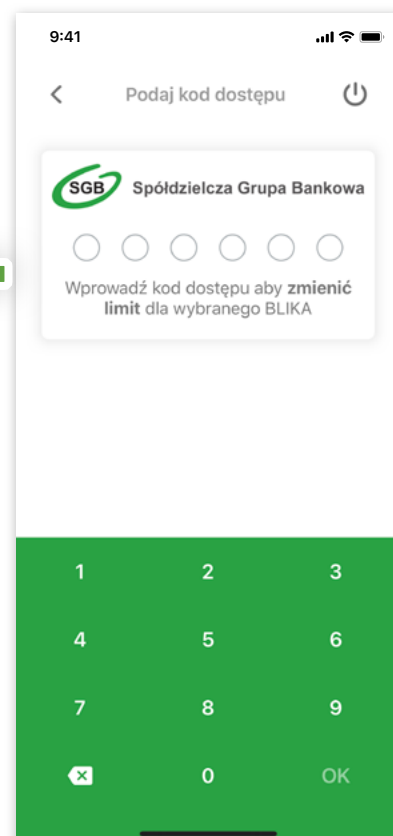 9:41
Podaj kod dostępu
SGB Spółdzielcza Grupa Bankowa
Wprowadź kod dostępu aby zmienić
limit dla wybranego BLIKA
1 2 3
4 5 6
7 8 9
0 OK